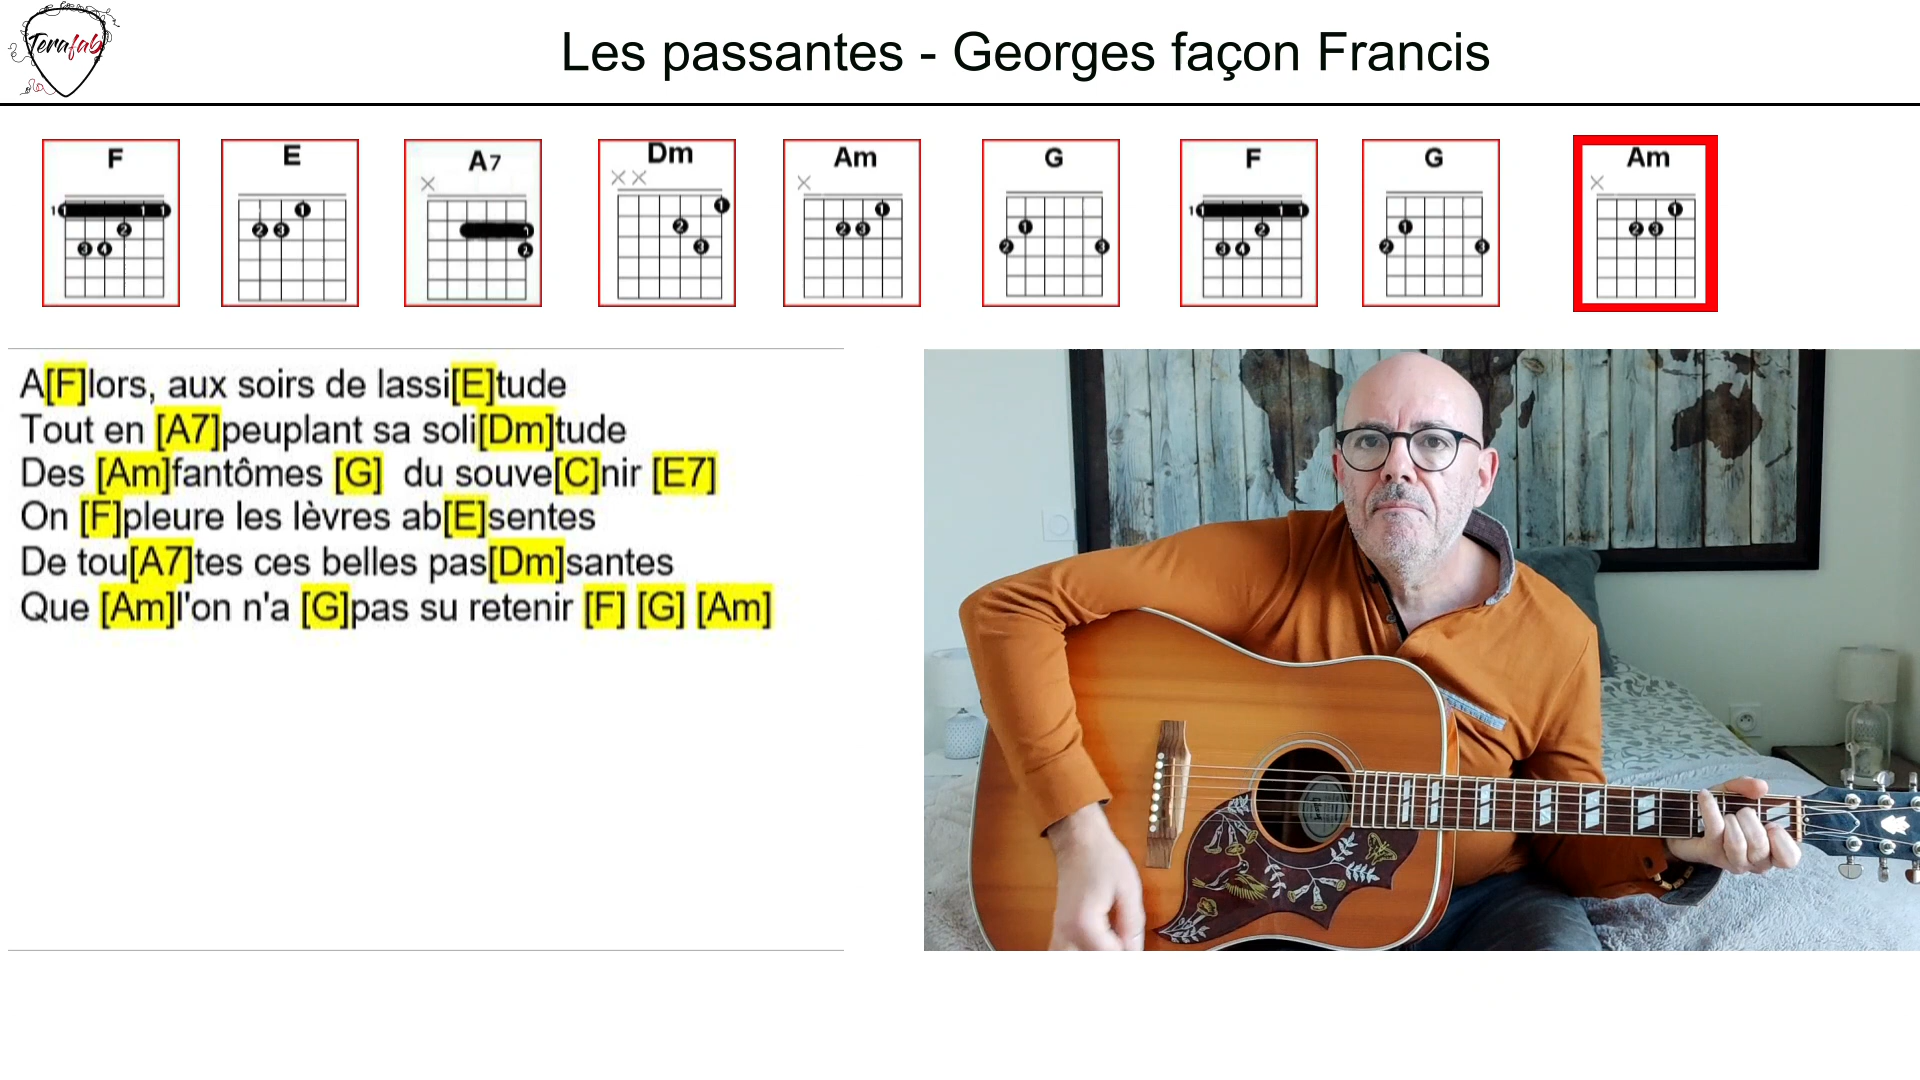 Terafab
Les passantes - Georges façon Francis
F E A7 Dm Am G F G Am
A[F]lors, aux soirs de lassi[E]tude
Tout en [A7]peuplant sa soli[Dm]tude
Des [Am]fantômes [G] du souve[C]nir [E7]
On [F]pleure les lèvres ab[E]sentes
De tou[A7]tes ces belles pas[Dm]santes
Que [Am]l'on n'a [G]pas su retenir [F] [G] [Am]